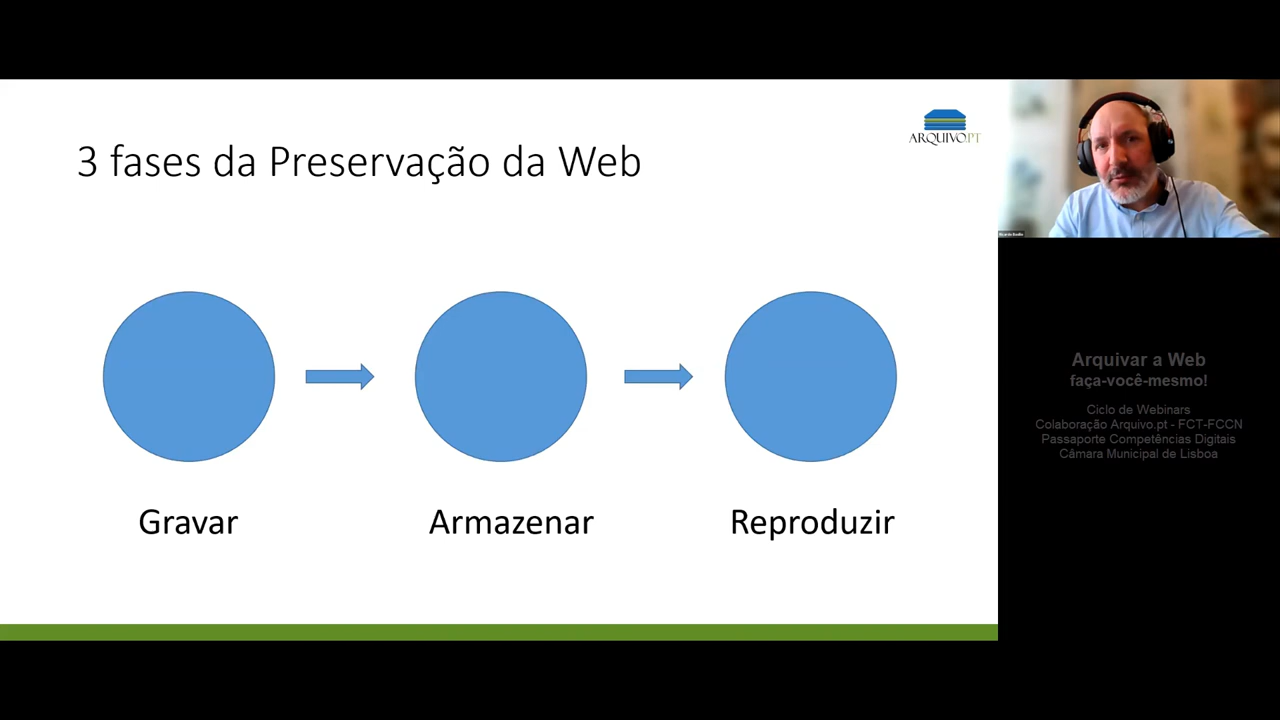 3 fases da Preservação da Web
ARQUIVO.PT
Gravar
Armazenar
Reproduzir
Arquivar a Web
faça-você-mesmo!
Ciclo de Webinars
Colaboração Arquivo.pt - FCT-FCCN
Passaporte Competências Digitais
Câmara Municipal de Lisboa